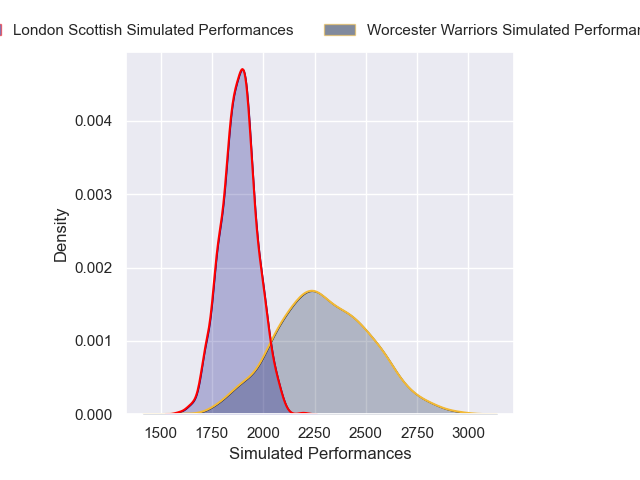 London Scottish Simulated Performances
Worcester Warriors Simulated
0.004
0.003
0.002
0.001
0.000
Density
1500 1750 2000 2250 2500 2750 3000
Simulated Performances